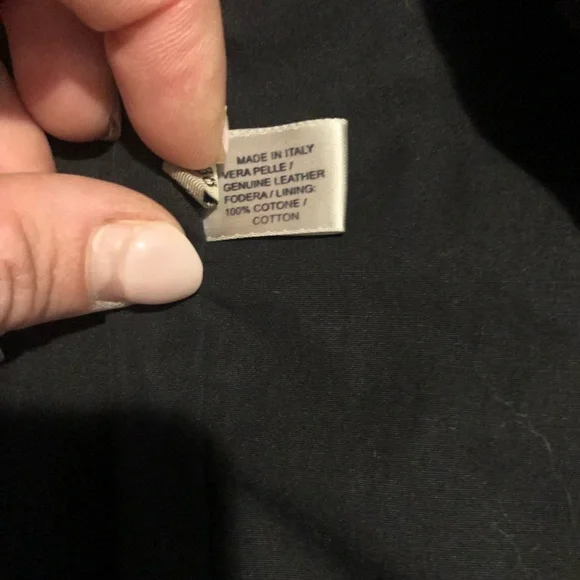 MADE IN ITALY
VERA PELLE /
GENUINE LEATHER
FODERA / LINING:
100% COTONE /
COTTON